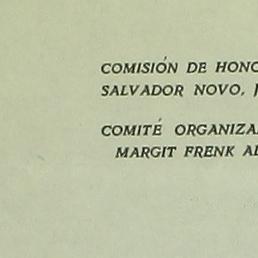 COMISIÓN DE HONO
SALVADOR NOVO,
COMITÉ ORGANIZA
MARGIT FRENK AL